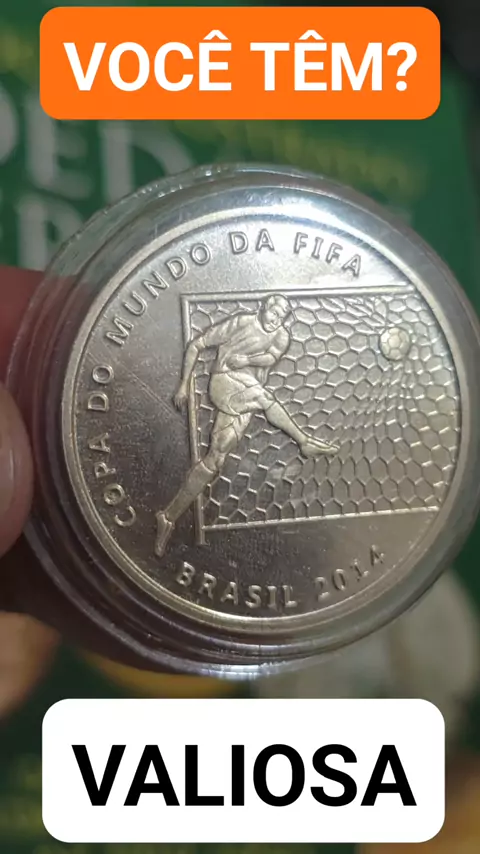 VOCÊ TÊM?
COPA DO MUNDO DA FIFA
BRASIL 2014
VALIOSA